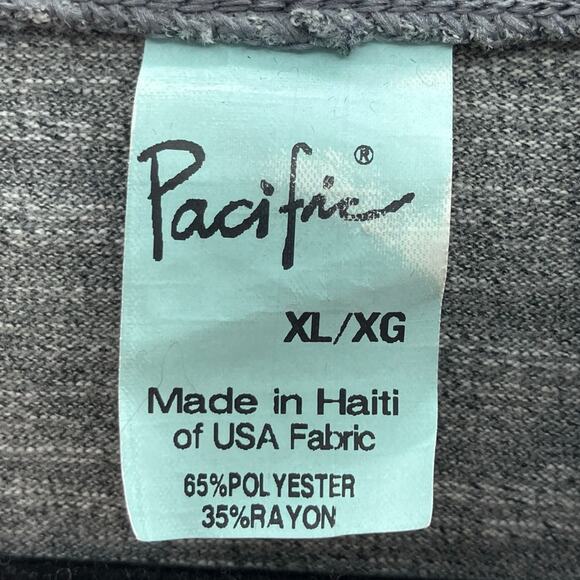 Pacific®
XL/XG
Made in Haiti
of USA Fabric
65%POLYESTER
35%RAYON